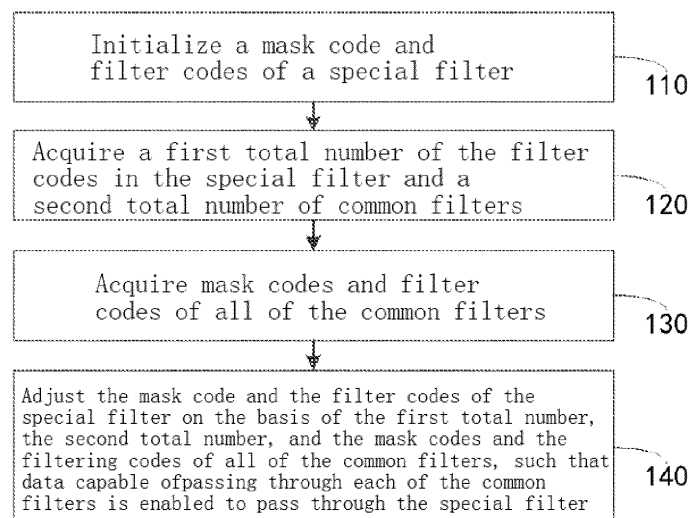 Initialize a mask code and
filter codes of a special filter
110
Acquire a first total number of the filter
codes in the special filter and a
second total number of common filters
120
Acquire mask codes and filter
codes of all of the common filters
130
Adjust the mask code and the filter codes of the
special filter on the basis of the first total number,
the second total number, and the mask codes and the
filtering codes of all of the common filters, such that
data capable ofpassing through each of the common
filters is enabled to pass through the special filter
140